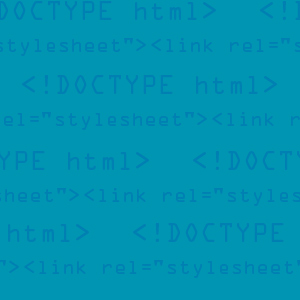 DOCTYPE html> <!
stylesheet"><link rel="s
<!DOCTYPE html>
el="stylesheet"><link r
YPE html> <!DOCT
heet"><link rel="styles
html> <!DOCTYPE
"><link rel="stylesheet"